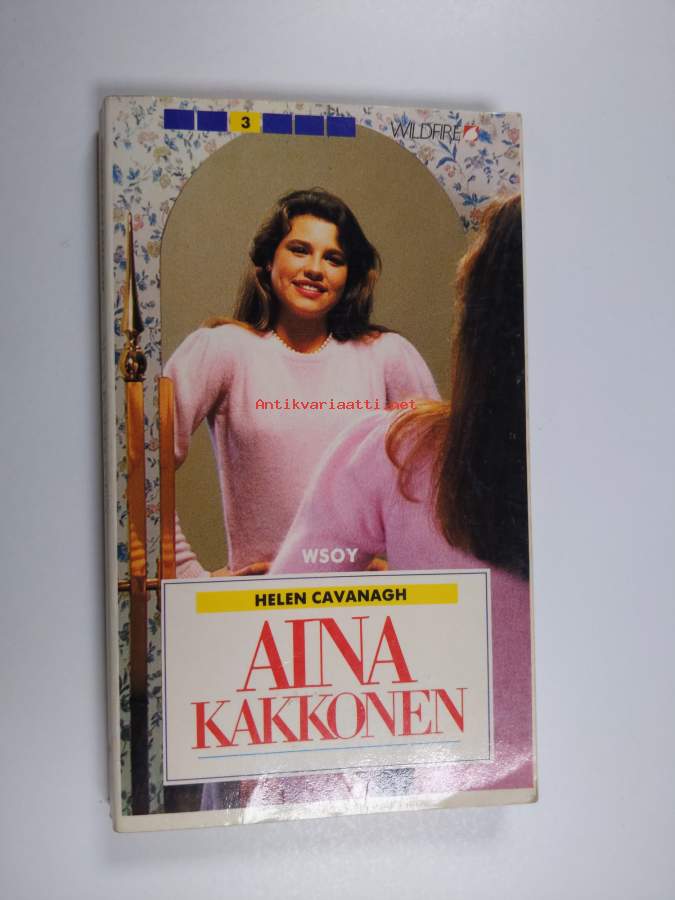 3
WILDFIRE
Antikvariaatti.net
WSOY
HELEN CAVANAGH
AINA
KAKKONEN